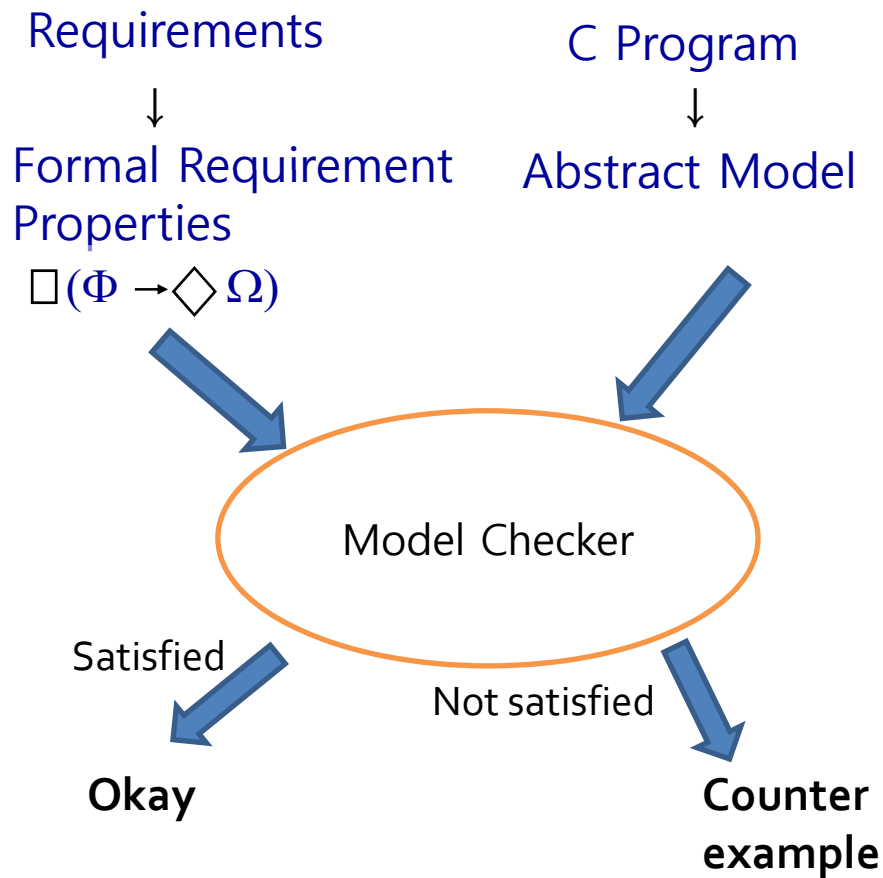 Requirements
C Program
↓
↓
Formal Requirement
Properties
Abstract Model
□(Φ →◇ Ω)
Model Checker
Satisfied
Not satisfied
Okay
Counter
example